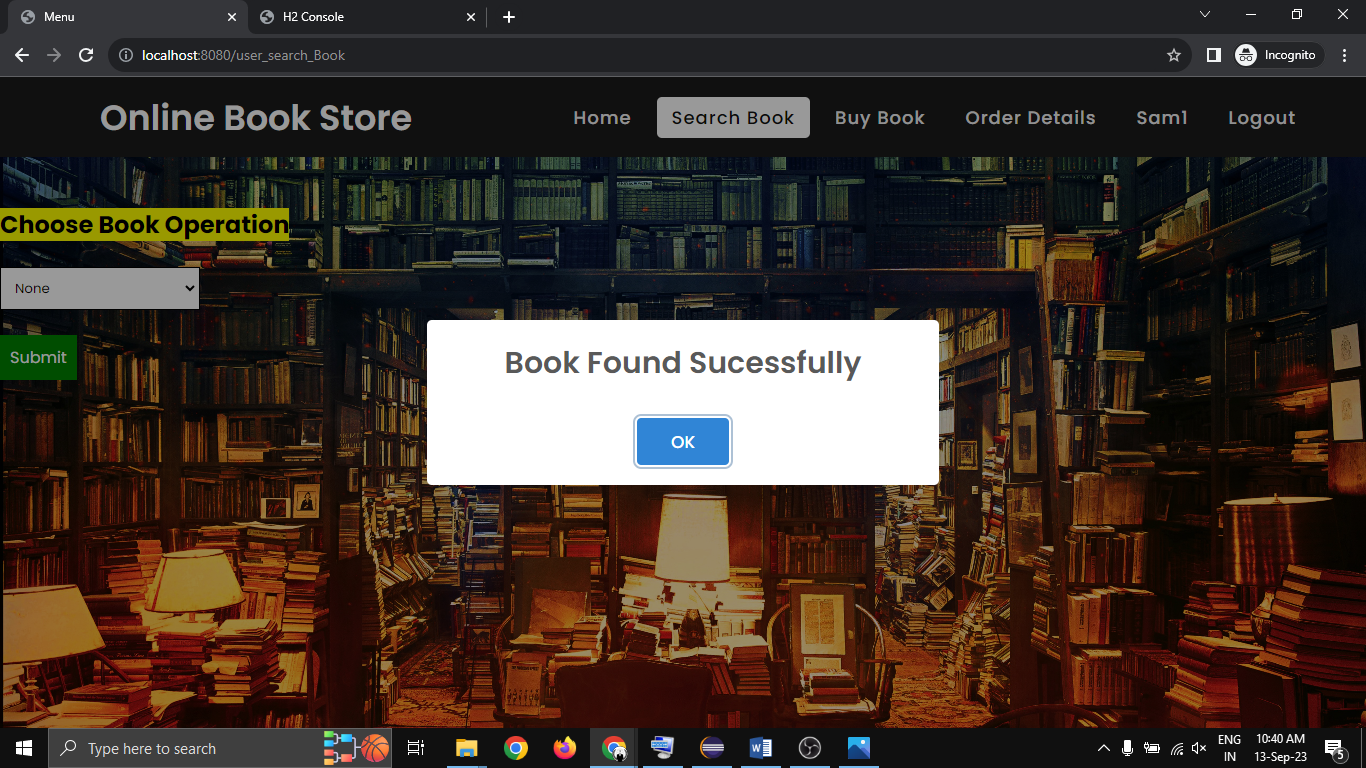 Menu
H2 Console
localhost:8080/user_search_Book
Incognito
Online Book Store
Home
Search Book
Buy Book
Order Details
Sam1
Logout
Choose Book Operation
None
Submit
Book Found Sucessfully
OK
Type here to search
ENG
IN
10:40 AM
13-Sep-23
5